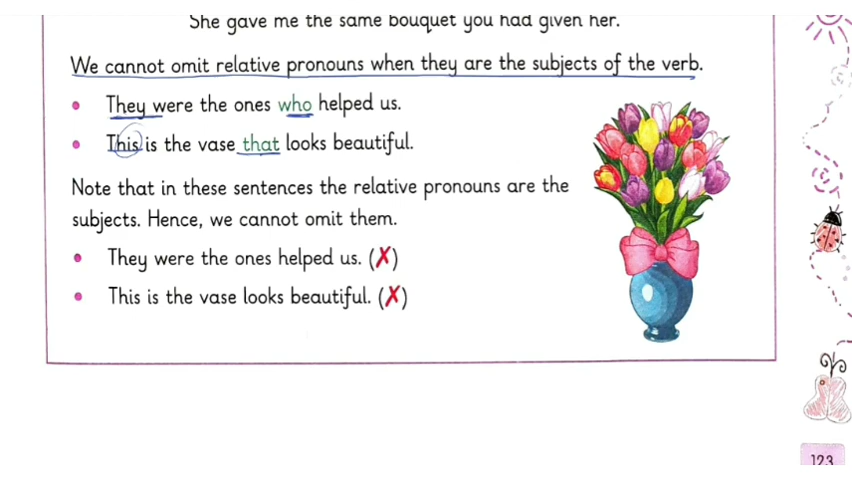 She gave me the same bouquet you had given her.
We cannot omit relative pronouns when they are the subjects of the verb.
• They were the ones who helped us.
• This is the vase that looks beautiful.
Note that in these sentences the relative pronouns are the
subjects. Hence, we cannot omit them.
• They were the ones helped us. (✗)
• This is the vase looks beautiful. (✗)
123